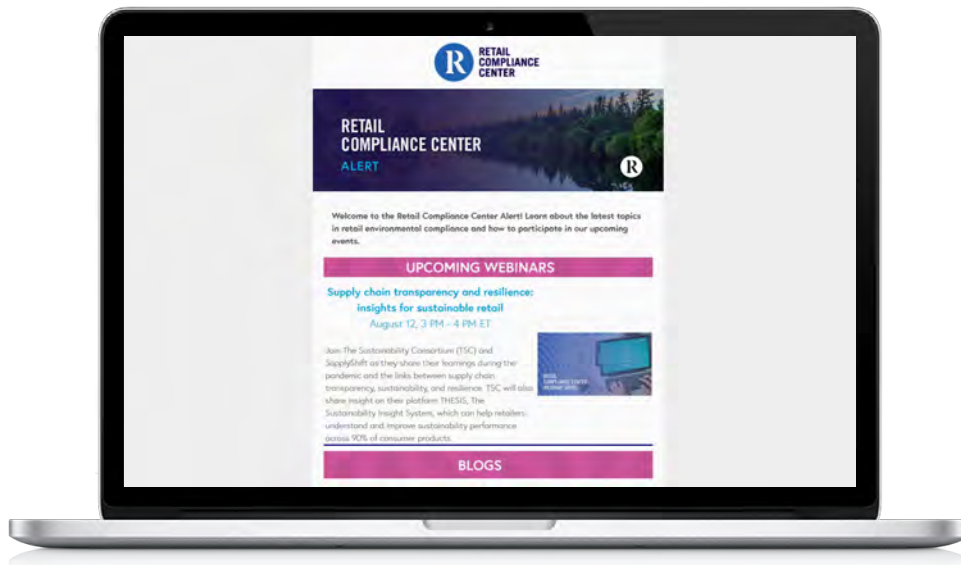 RETAIL
COMPLIANCE
CENTER
RETAIL
COMPLIANCE CENTER
ALERT
R
Welcome to the Retail Compliance Center Alert! Learn about the latest topics
in retail environmental compliance and how to participate in our upcoming
events.
UPCOMING WEBINARS
Supply chain transparency and resilience:
insights for sustainable retail
August 12, 3 PM - 4 PM ET
Join The Sustainability Consortium (TSC) and
SupplyShift as they share their learnings during the
pandemic and the links between supply chain
transparency, sustainability, and resilience. TSC will also
share insight on their platform THESIS, The
Sustainability Insight System, which can help retailers
understand and improve sustainability performance
across 90% of consumer products.
RETAIL
COMPLIANCE CENTER
BLOGS